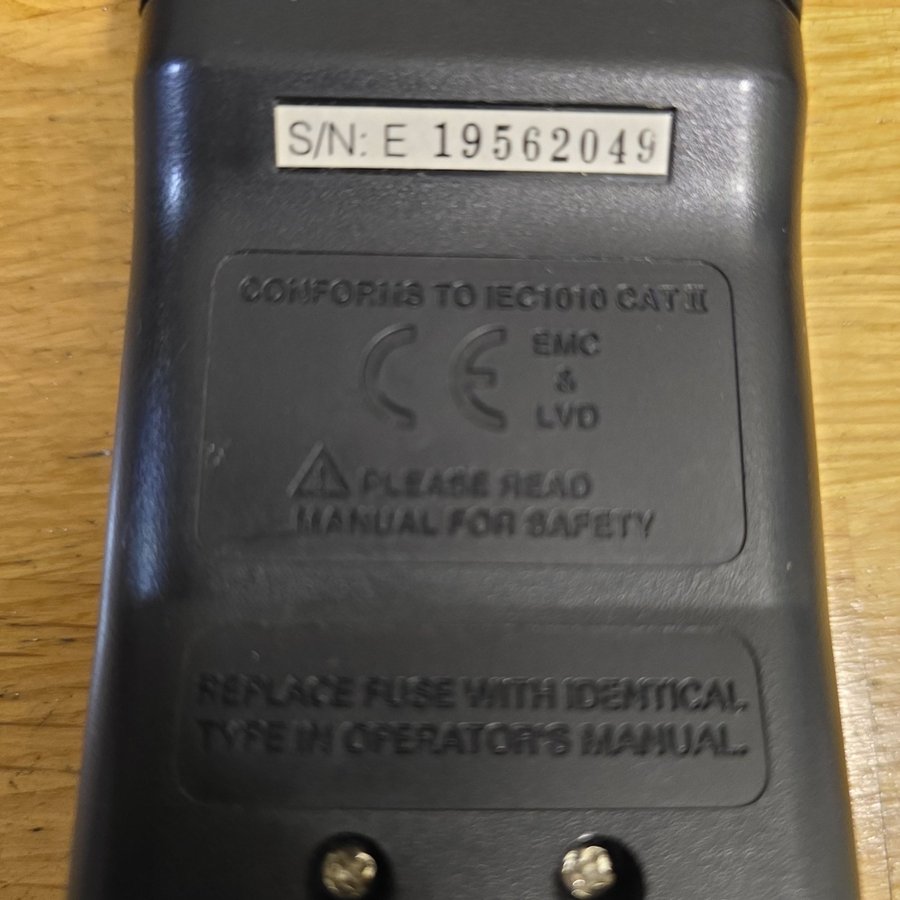 S/N: E 19562049
CONFORMS TO IEC1010 CAT II
CE EMC
&
LVD
PLEASE READ
MANUAL FOR SAFETY
REPLACE FUSE WITH IDENTICAL
TYPE IN OPERATOR'S MANUAL.